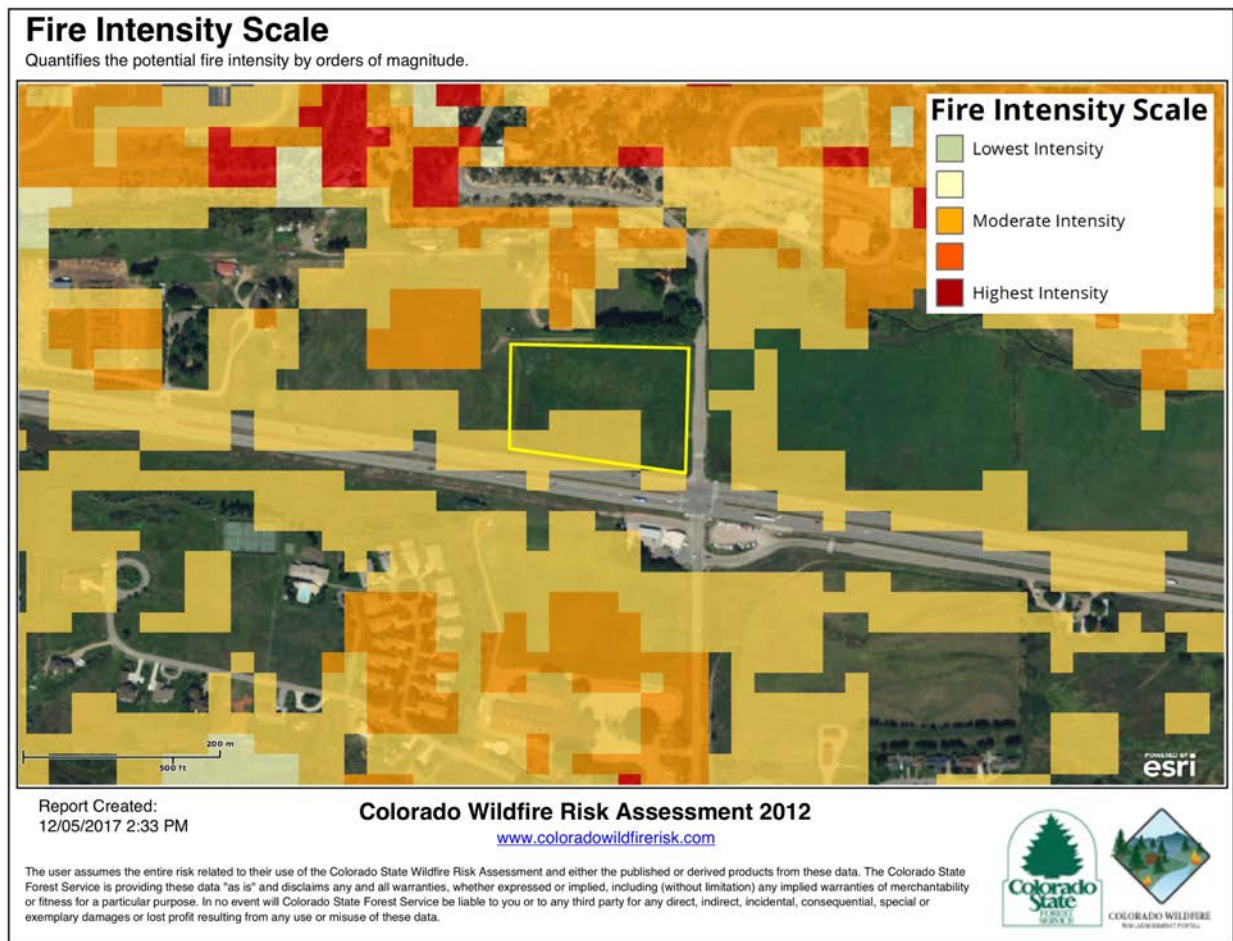 Fire Intensity Scale
Quantifies the potential fire intensity by orders of magnitude.
Fire Intensity Scale
Lowest Intensity
Moderate Intensity
Highest Intensity
200 m
500 ft
POWERED BY
esri
Report Created:
12/05/2017 2:33 PM
Colorado Wildfire Risk Assessment 2012
www.coloradowildfirerisk.com
The user assumes the entire risk related to their use of the Colorado State Wildfire Risk Assessment and either the published or derived products from these data. The Colorado State
Forest Service is providing these data "as is" and disclaims any and all warranties, whether expressed or implied, including (without limitation) any implied warranties of merchantability
or fitness for a particular purpose. In no event will Colorado State Forest Service be liable to you or to any third party for any direct, indirect, incidental, consequential, special or
exemplary damages or lost profit resulting from any use or misuse of these data.
Colorado
State
FOREST
SERVICE
COLORADO WILDFIRE
RISK ASSESSMENT PORTAL